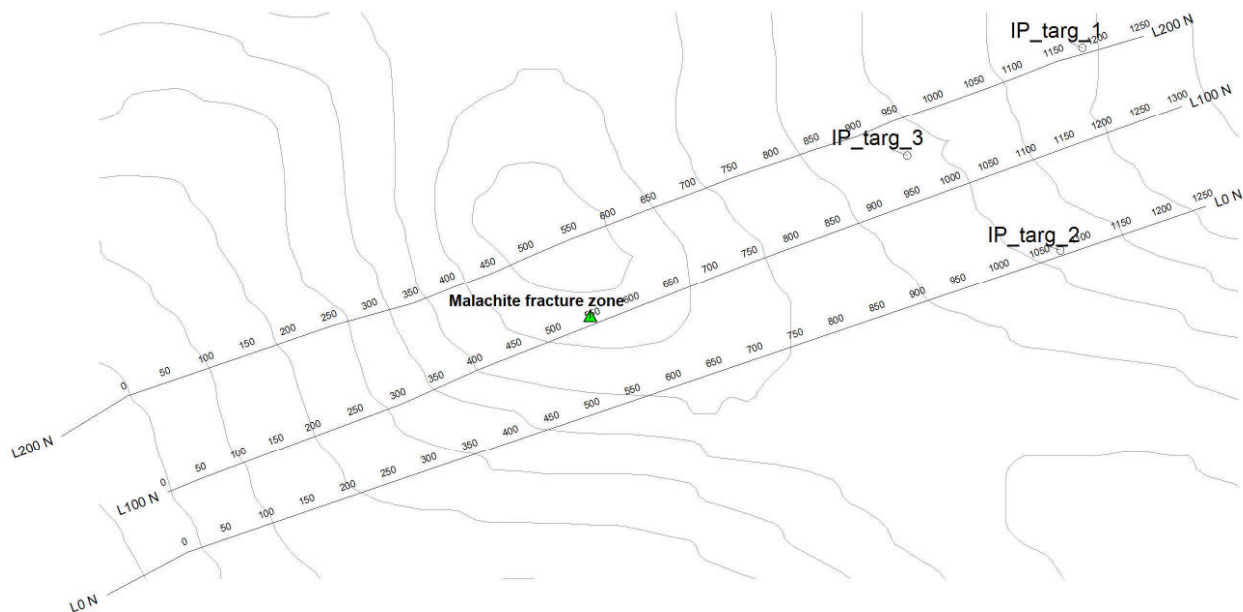 IP_targ_1
0 50 100 150 200 250 300 350 400 450 500 550 600 650 700 750 800 850 900 950 1000 1050 1100 1150 1200 1250
L200 N
L200 N
IP_targ_3
0 50 100 150 200 250 300 350 400 450 500 550 600 650 700 750 800 850 900 950 1000 1050 1100 1150 1200 1250 1300
L100 N
L100 N
Malachite fracture zone
IP_targ_2
0 50 100 150 200 250 300 350 400 450 500 550 600 650 700 750 800 850 900 950 1000 1050 1100 1150 1200 1250
L0 N
L0 N